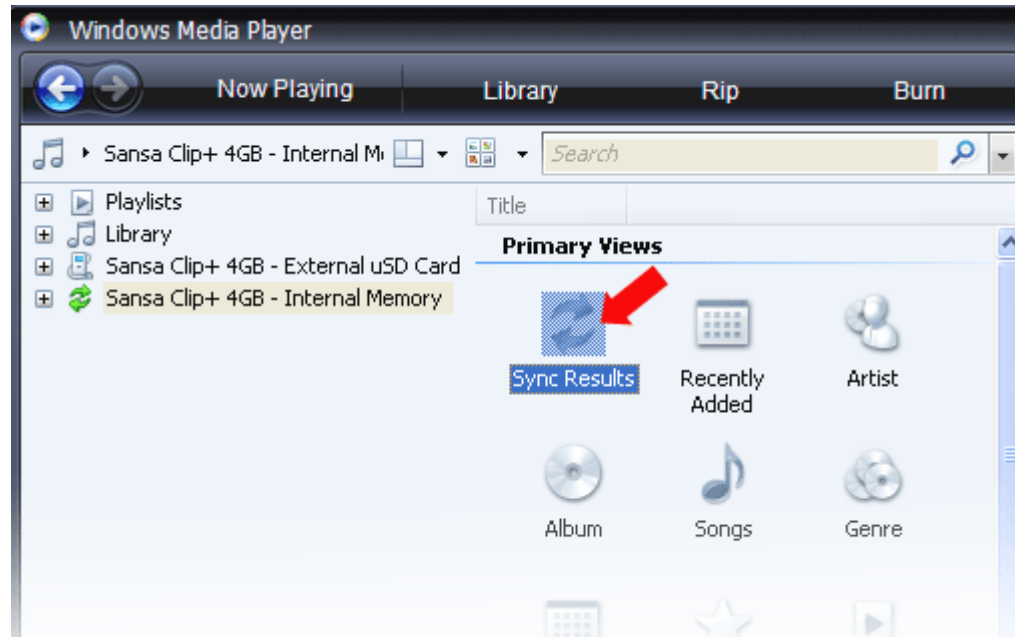 Windows Media Player
Now Playing Library Rip Burn
Sansa Clip+ 4GB - Internal M Search
Playlists
Library
Sansa Clip+ 4GB - External uSD Card
Sansa Clip+ 4GB - Internal Memory
Title
Primary Views
Sync Results Recently Added Artist
Album Songs Genre